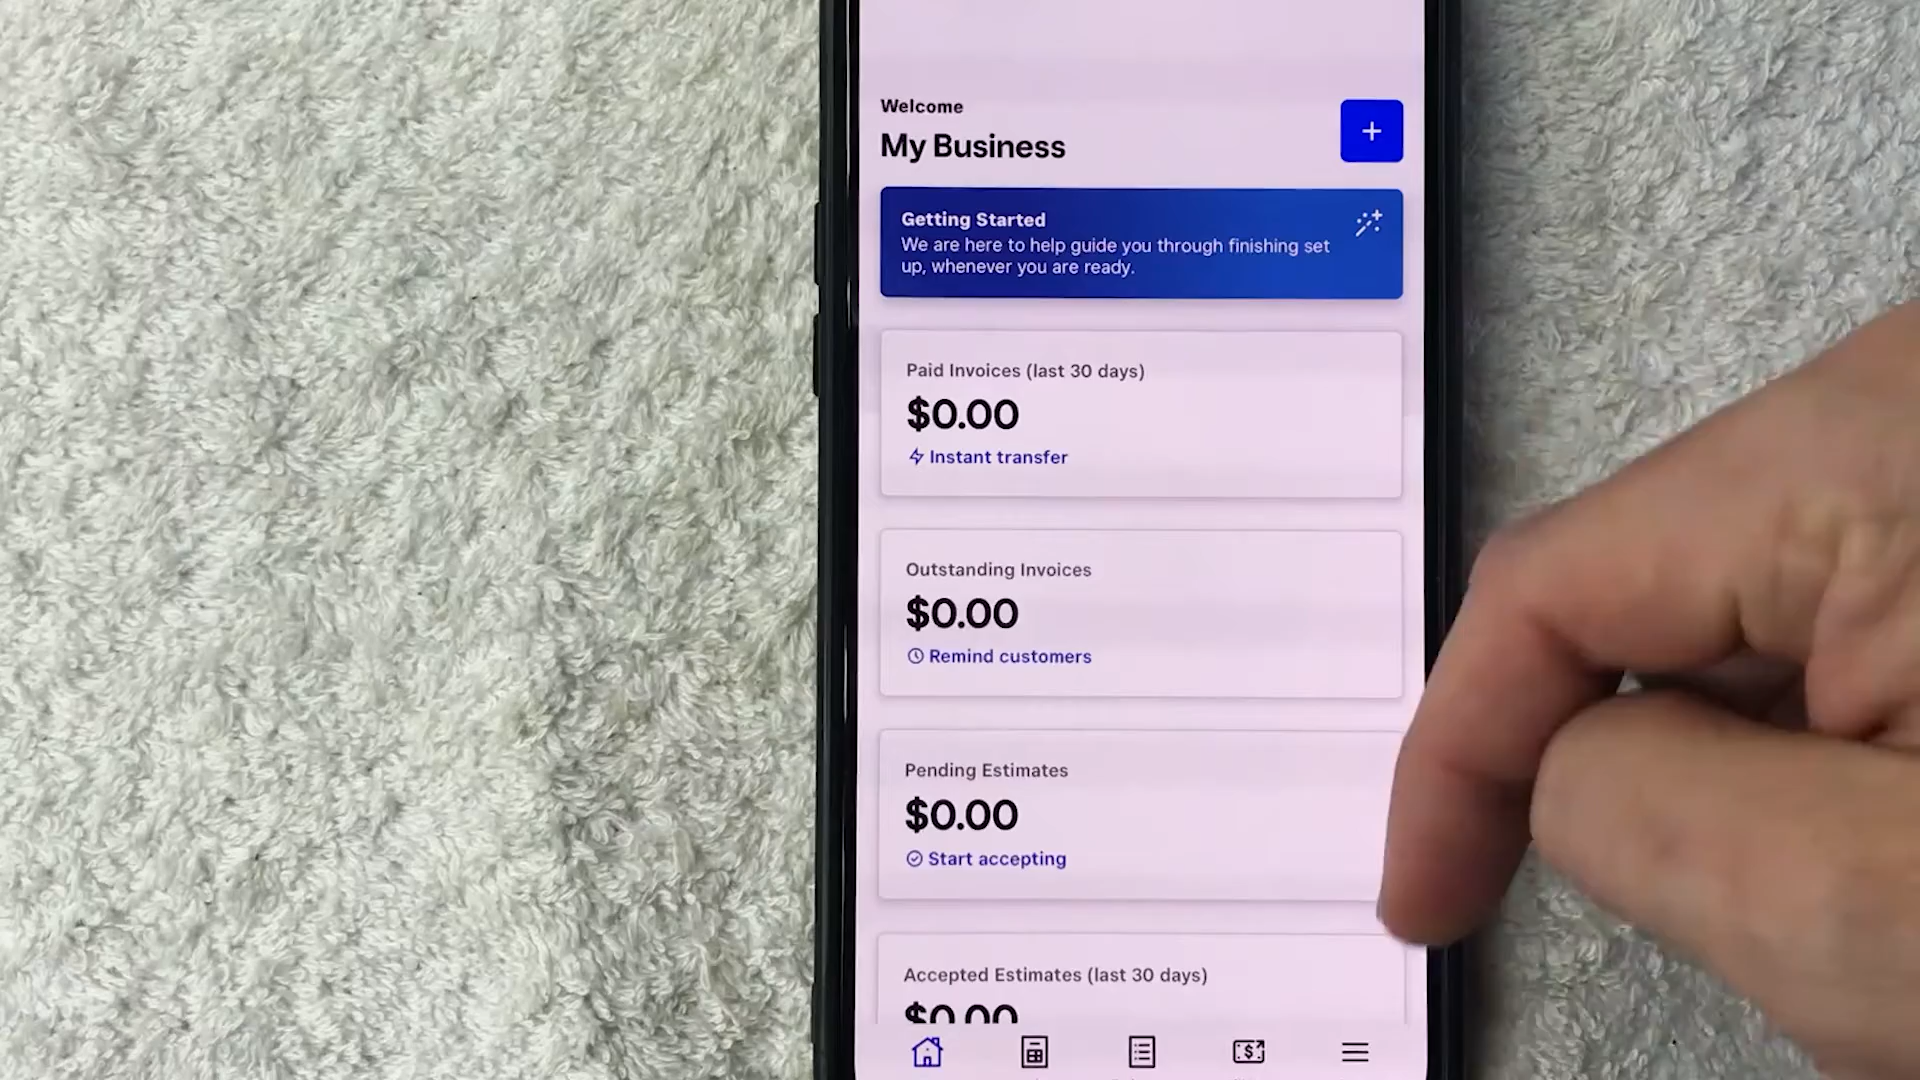 Welcome
My Business
+
Getting Started
We are here to help guide you through finishing set
up, whenever you are ready.
Paid Invoices (last 30 days)
$0.00
Instant transfer
Outstanding Invoices
$0.00
Remind customers
Pending Estimates
$0.00
Start accepting
Accepted Estimates (last 30 days)
$0.00